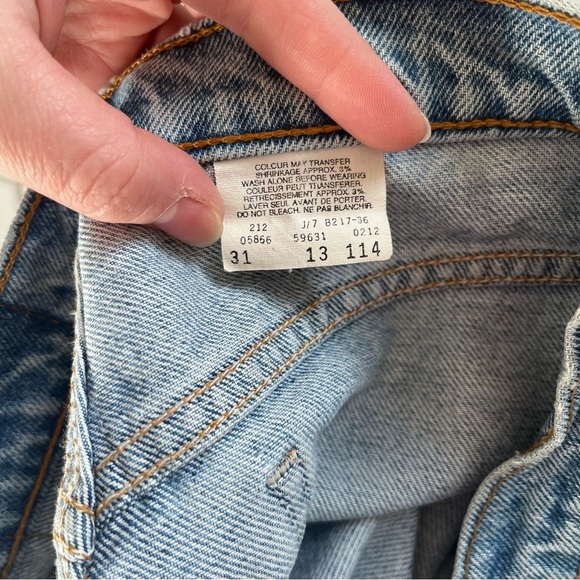 COLOUR MAY TRANSFER
SHRINKAGE APPROX. 3%
WASH ALONE BEFORE WEARING
COULEUR PEUT TRANSFERER.
RETRECISSEMENT APPROX. 3%
LAVER SEUL AVANT DE PORTER
DO NOT BLEACH. NE PAS BLANCHIR.
212 J/7 B217-36
05866 59631 0212
31 13 114